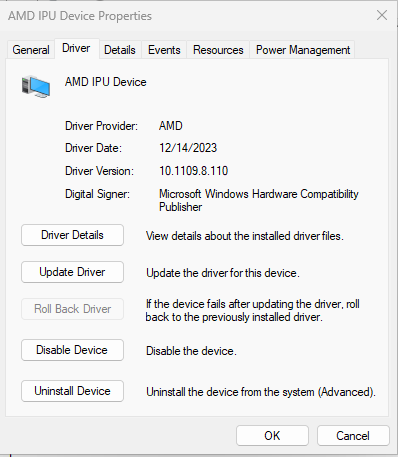 AMD IPU Device Properties
General Driver Details Events Resources Power Management
AMD IPU Device
Driver Provider: AMD
Driver Date: 12/14/2023
Driver Version: 10.1109.8.110
Digital Signer: Microsoft Windows Hardware Compatibility
Publisher
Driver Details View details about the installed driver files.
Update Driver Update the driver for this device.
Roll Back Driver If the device fails after updating the driver, roll
back to the previously installed driver.
Disable Device Disable the device.
Uninstall Device Uninstall the device from the system (Advanced).
OK Cancel